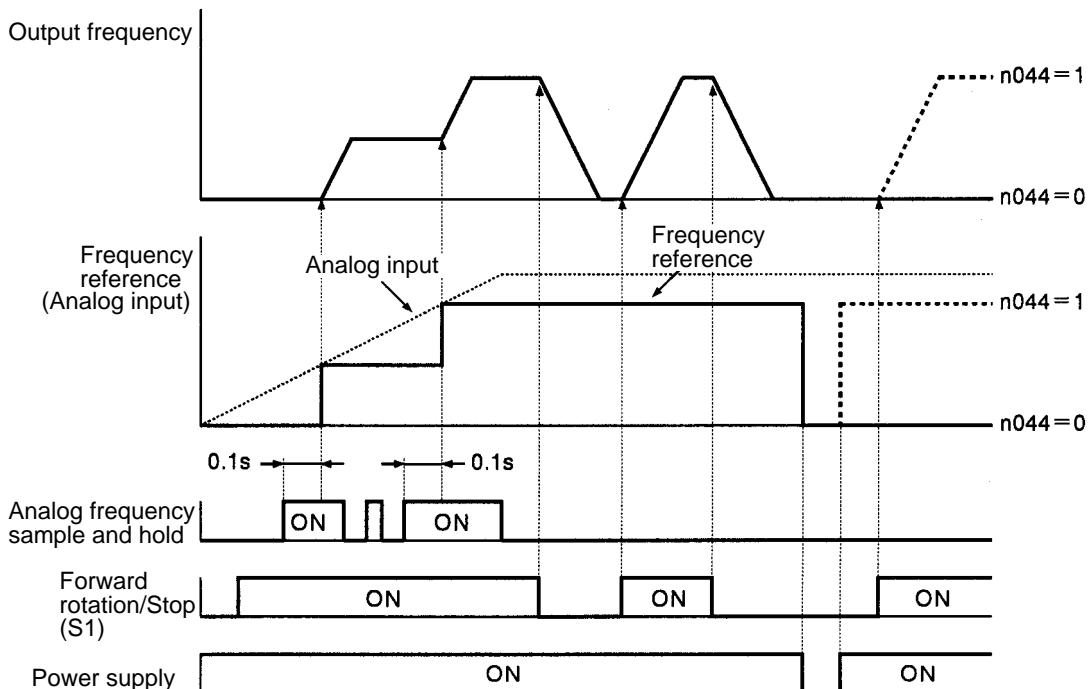 Output frequency
n044=1
n044=0
Frequency
reference
(Analog input)
Analog input
Frequency
reference
n044=1
n044=0
0.1s
0.1s
Analog frequency
sample and hold
ON
ON
Forward
rotation/Stop
(S1)
ON
ON
ON
Power supply
ON
ON